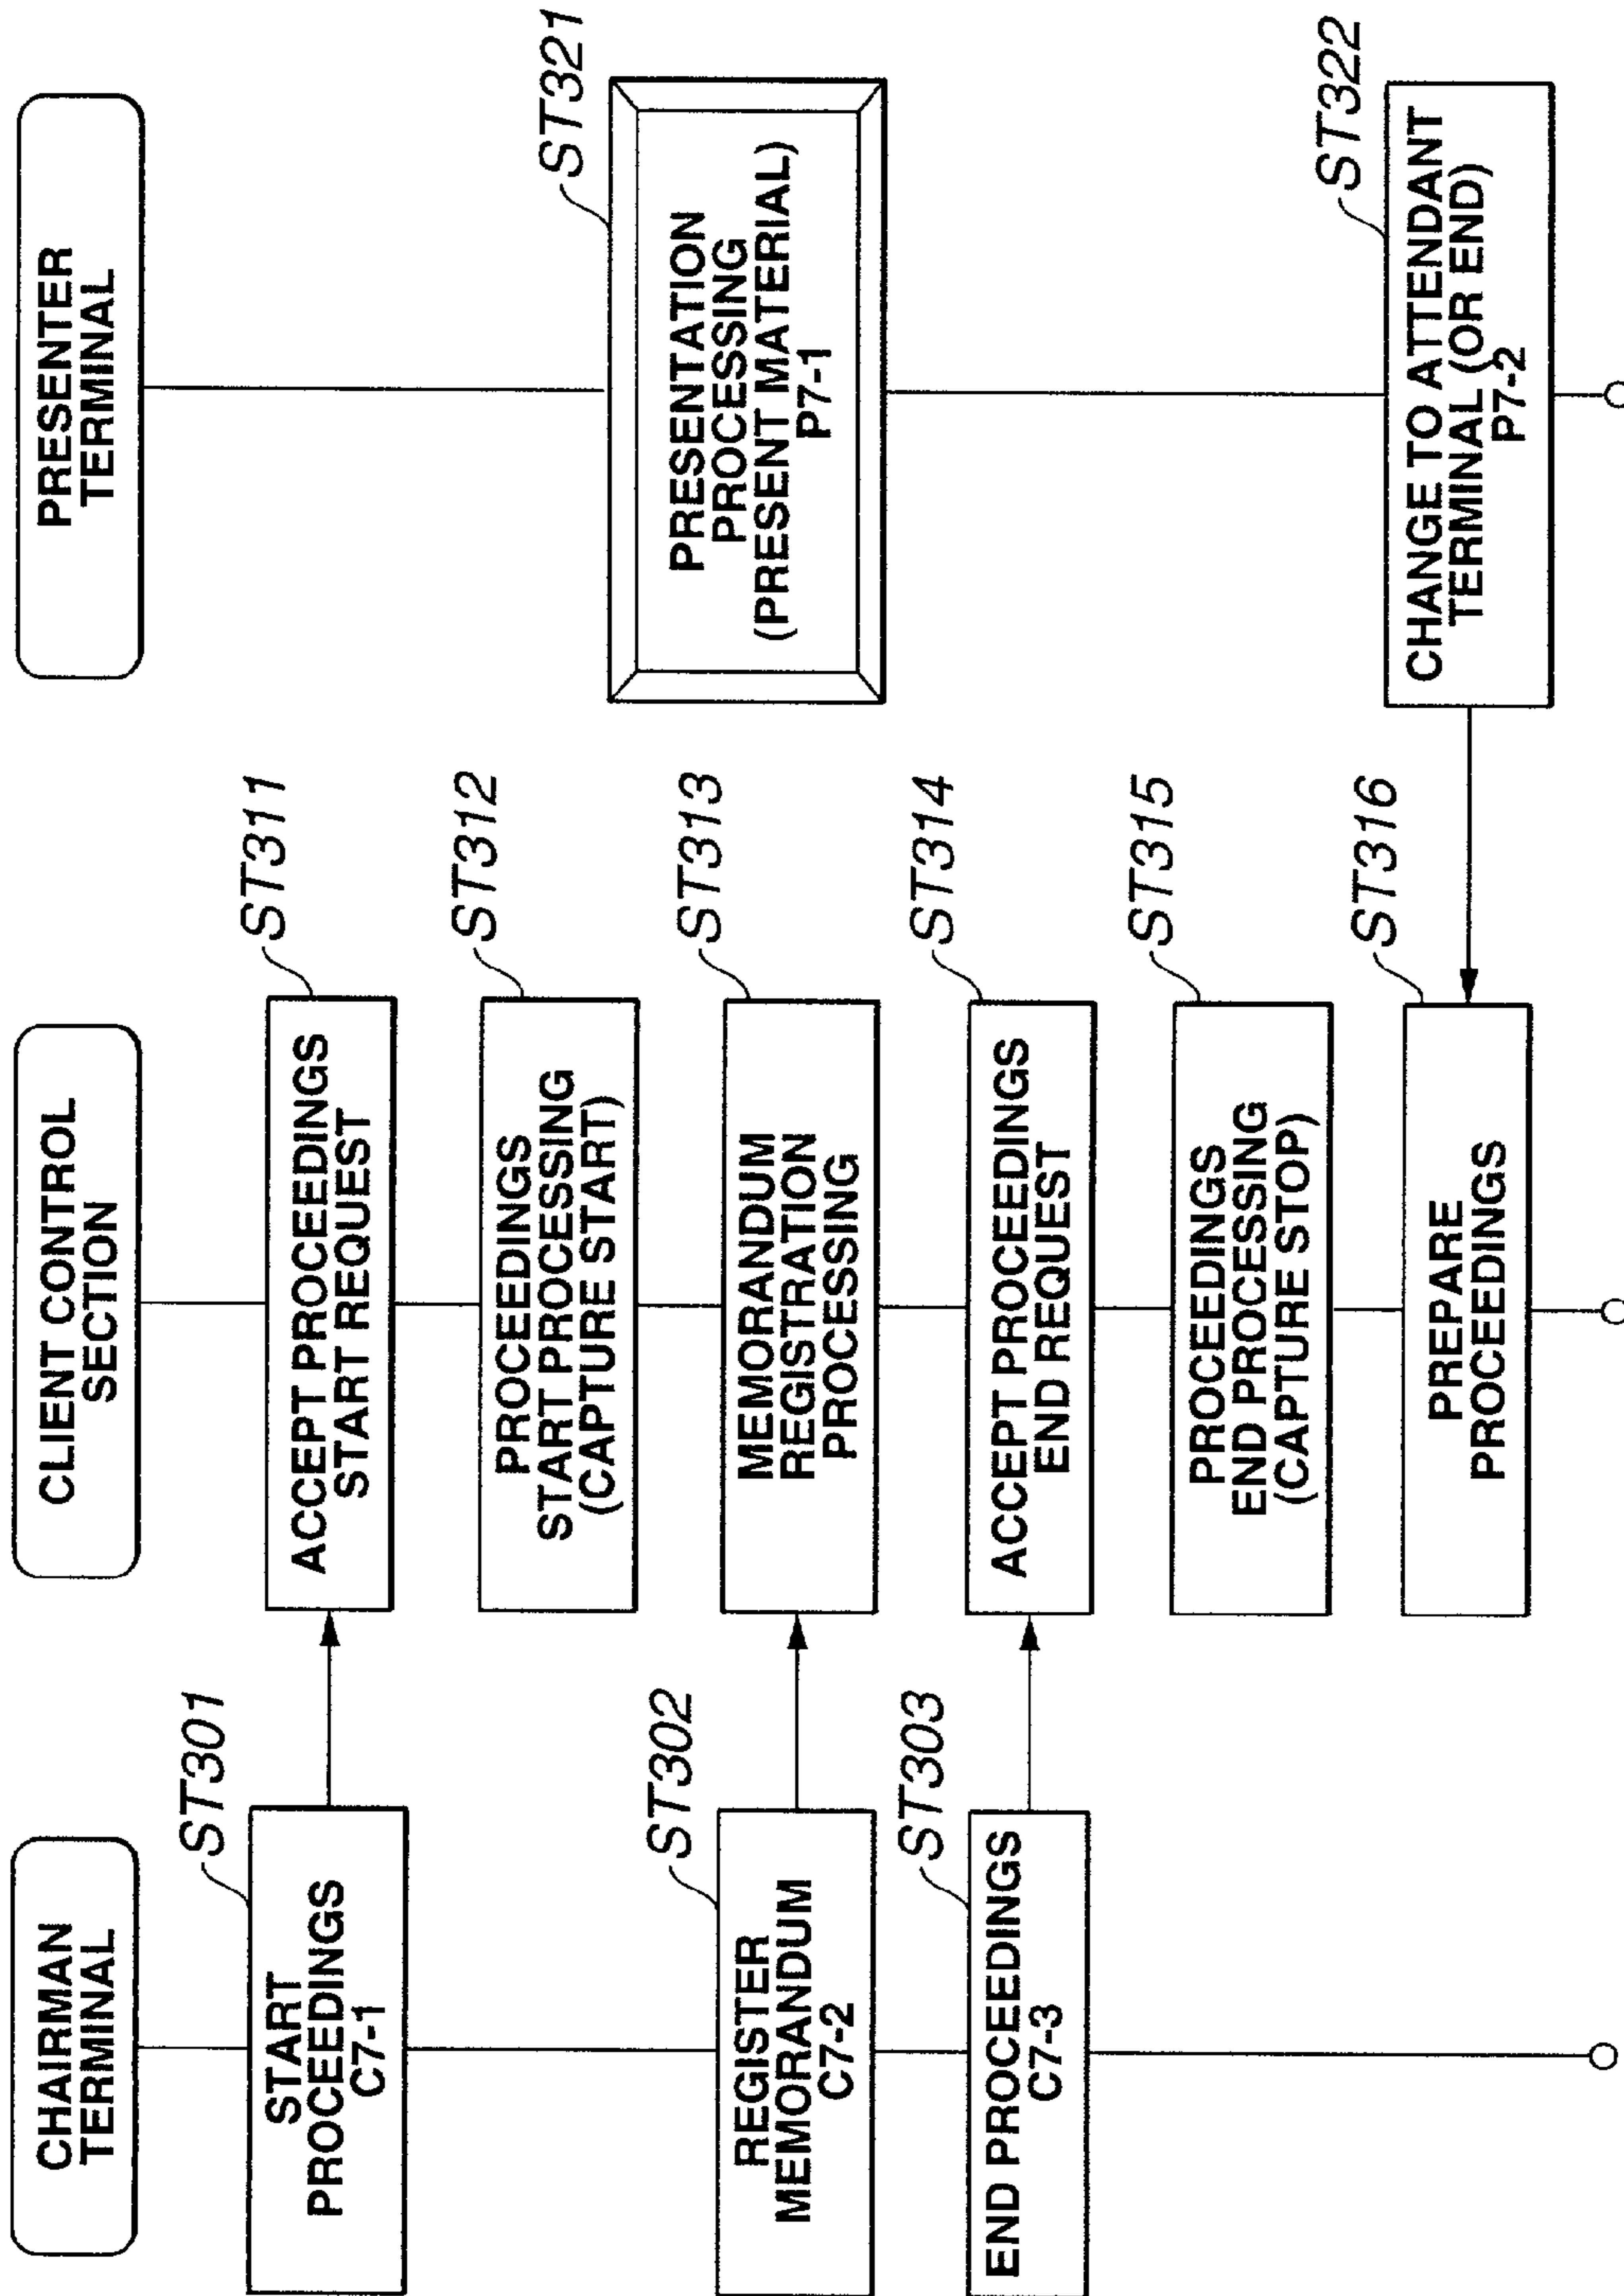 CHAIRMAN
TERMINAL
ST301
START
PROCEEDINGS
C7-1
ST302
REGISTER
MEMORANDUM
C7-2
ST303
END PROCEEDINGS
C7-3
CLIENT CONTROL
SECTION
ST311
ACCEPT PROCEEDINGS
START REQUEST
ST312
PROCEEDINGS
START PROCESSING
(CAPTURE START)
ST313
MEMORANDUM
REGISTRATION
PROCESSING
ST314
ACCEPT PROCEEDINGS
END REQUEST
ST315
PROCEEDINGS
END PROCESSING
(CAPTURE STOP)
ST316
PREPARE
PROCEEDINGS
PRESENTER
TERMINAL
ST321
PRESENTATION
PROCESSING
(PRESENT MATERIAL)
P7-1
ST322
CHANGE TO ATTENDANT
TERMINAL (OR END)
P7-2